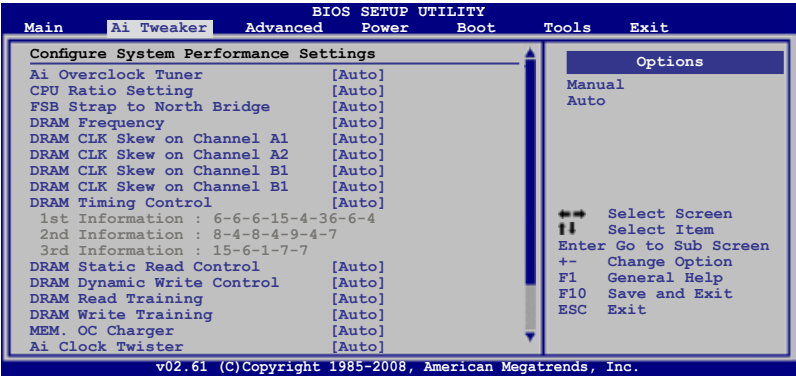 BIOS SETUP UTILITY
Main Ai Tweaker Advanced Power Boot Tools Exit
Configure System Performance Settings
Ai Overclock Tuner [Auto]
CPU Ratio Setting [Auto]
FSB Strap to North Bridge [Auto]
DRAM Frequency [Auto]
DRAM CLK Skew on Channel A1 [Auto]
DRAM CLK Skew on Channel A2 [Auto]
DRAM CLK Skew on Channel B1 [Auto]
DRAM CLK Skew on Channel B1 [Auto]
DRAM Timing Control [Auto]
1st Information : 6-6-6-15-4-36-6-4
2nd Information : 8-4-8-4-9-4-7
3rd Information : 15-6-1-7-7
DRAM Static Read Control [Auto]
DRAM Dynamic Write Control [Auto]
DRAM Read Training [Auto]
DRAM Write Training [Auto]
MEM. OC Charger [Auto]
Ai Clock Twister [Auto]
Options
Manual
Auto
Select Screen
Select Item
Enter Go to Sub Screen
+- Change Option
F1 General Help
F10 Save and Exit
ESC Exit
v02.61 (C)Copyright 1985-2008, American Megatrends, Inc.